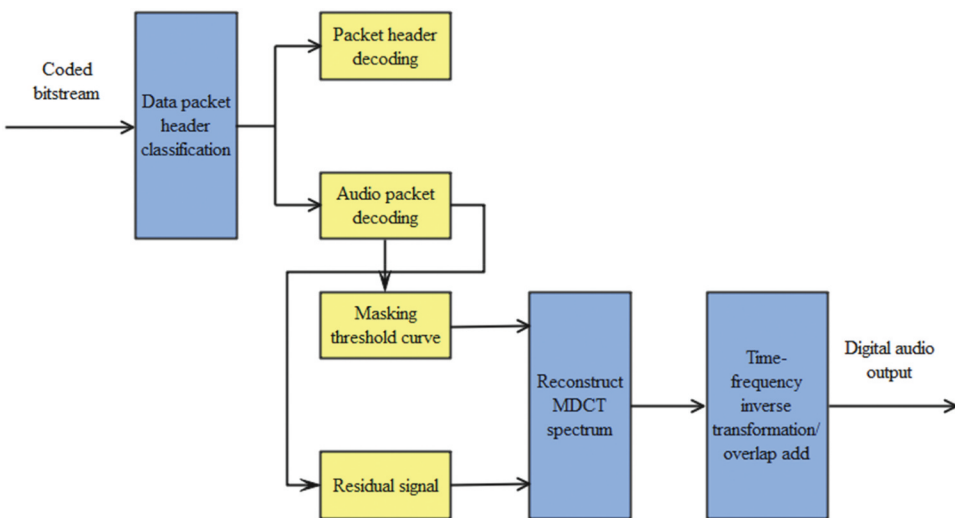 Coded
bitstream
Data packet
header
classification
Packet header
decoding
Audio packet
decoding
Masking
threshold curve
Residual signal
Reconstruct
MDCT
spectrum
Time-
frequency
inverse
transformation/
overlap add
Digital audio
output